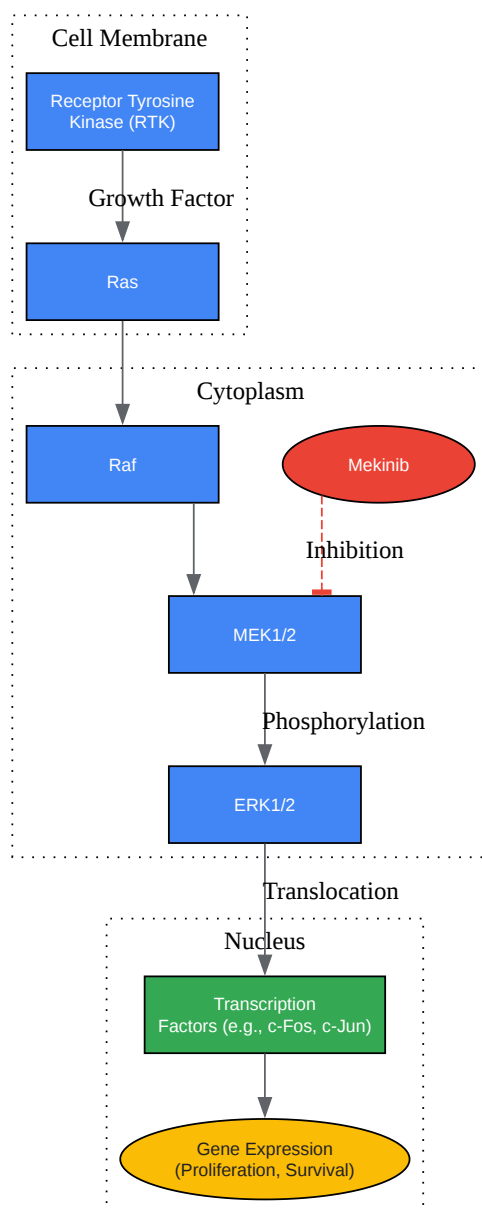 Cell Membrane
Receptor Tyrosine
Kinase (RTK)
Growth Factor
Ras
Cytoplasm
Raf
Mekinib
Inhibition
MEK1/2
Phosphorylation
ERK1/2
Translocation
Nucleus
Transcription
Factors (e.g., c-Fos, c-Jun)
Gene Expression
(Proliferation, Survival)